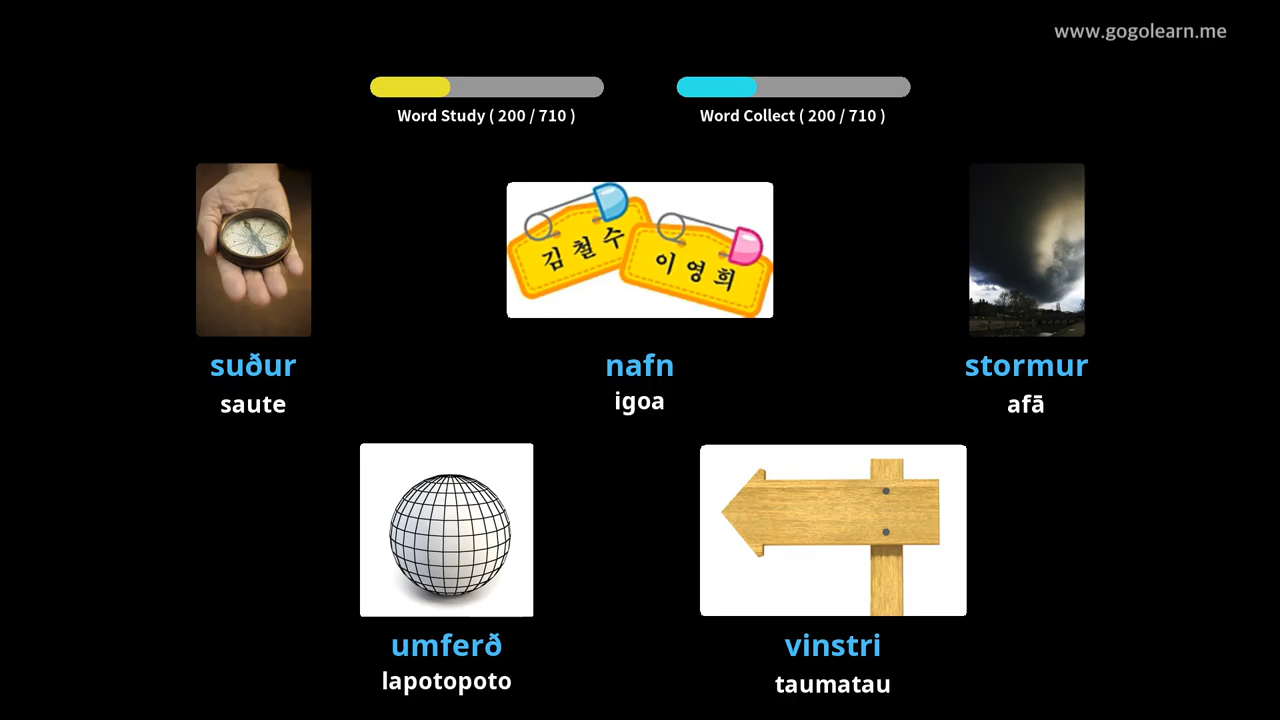 www.gogolearn.me
Word Study ( 200 / 710 )
Word Collect ( 200 / 710 )
김철수
이영희
suður
saute
nafn
igoa
stormur
afā
umferð
lapotopoto
vinstri
taumatau